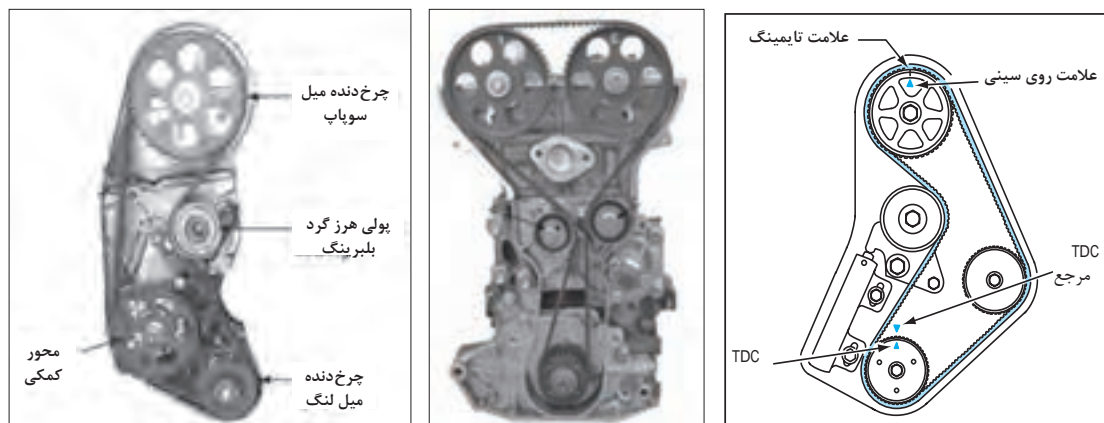 چرخ‌دنده میل
سوپاپ
پولی هرز گرد
بلبرینگ
محور
کمکی
چرخ‌دنده
میل لنگ
علامت تایمینگ
علامت روی سینی
TDC
مرجع
TDC